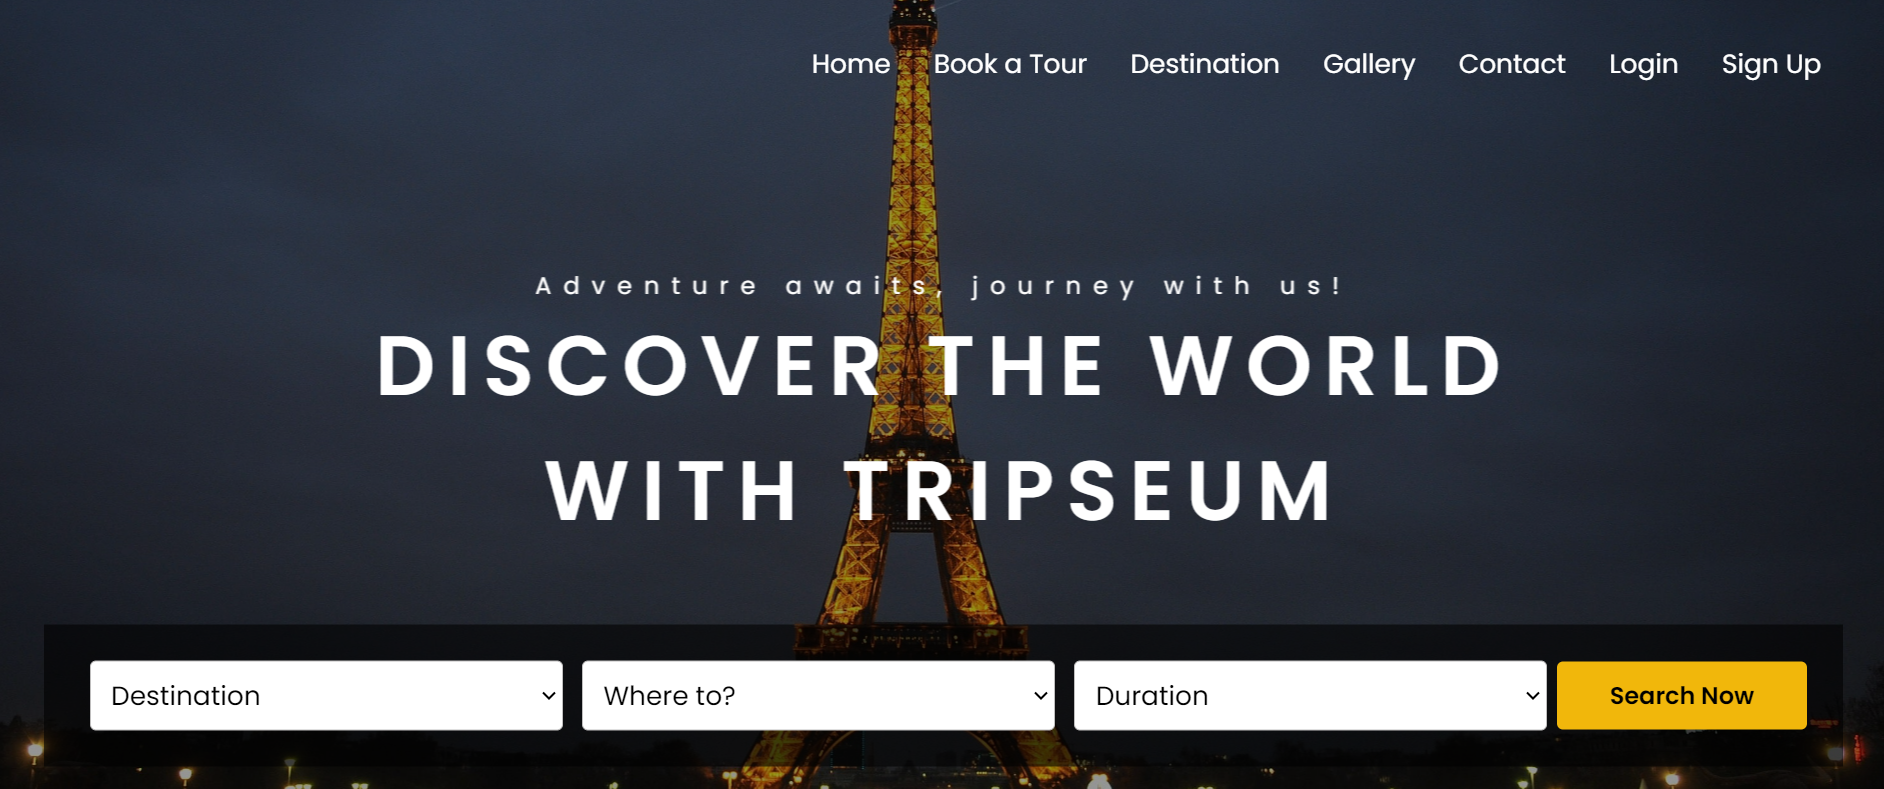 Home Book a Tour Destination Gallery Contact Login Sign Up
Adventure awaits, journey with us!
DISCOVER THE WORLD
WITH TRIPSEUM
Destination Where to? Duration Search Now